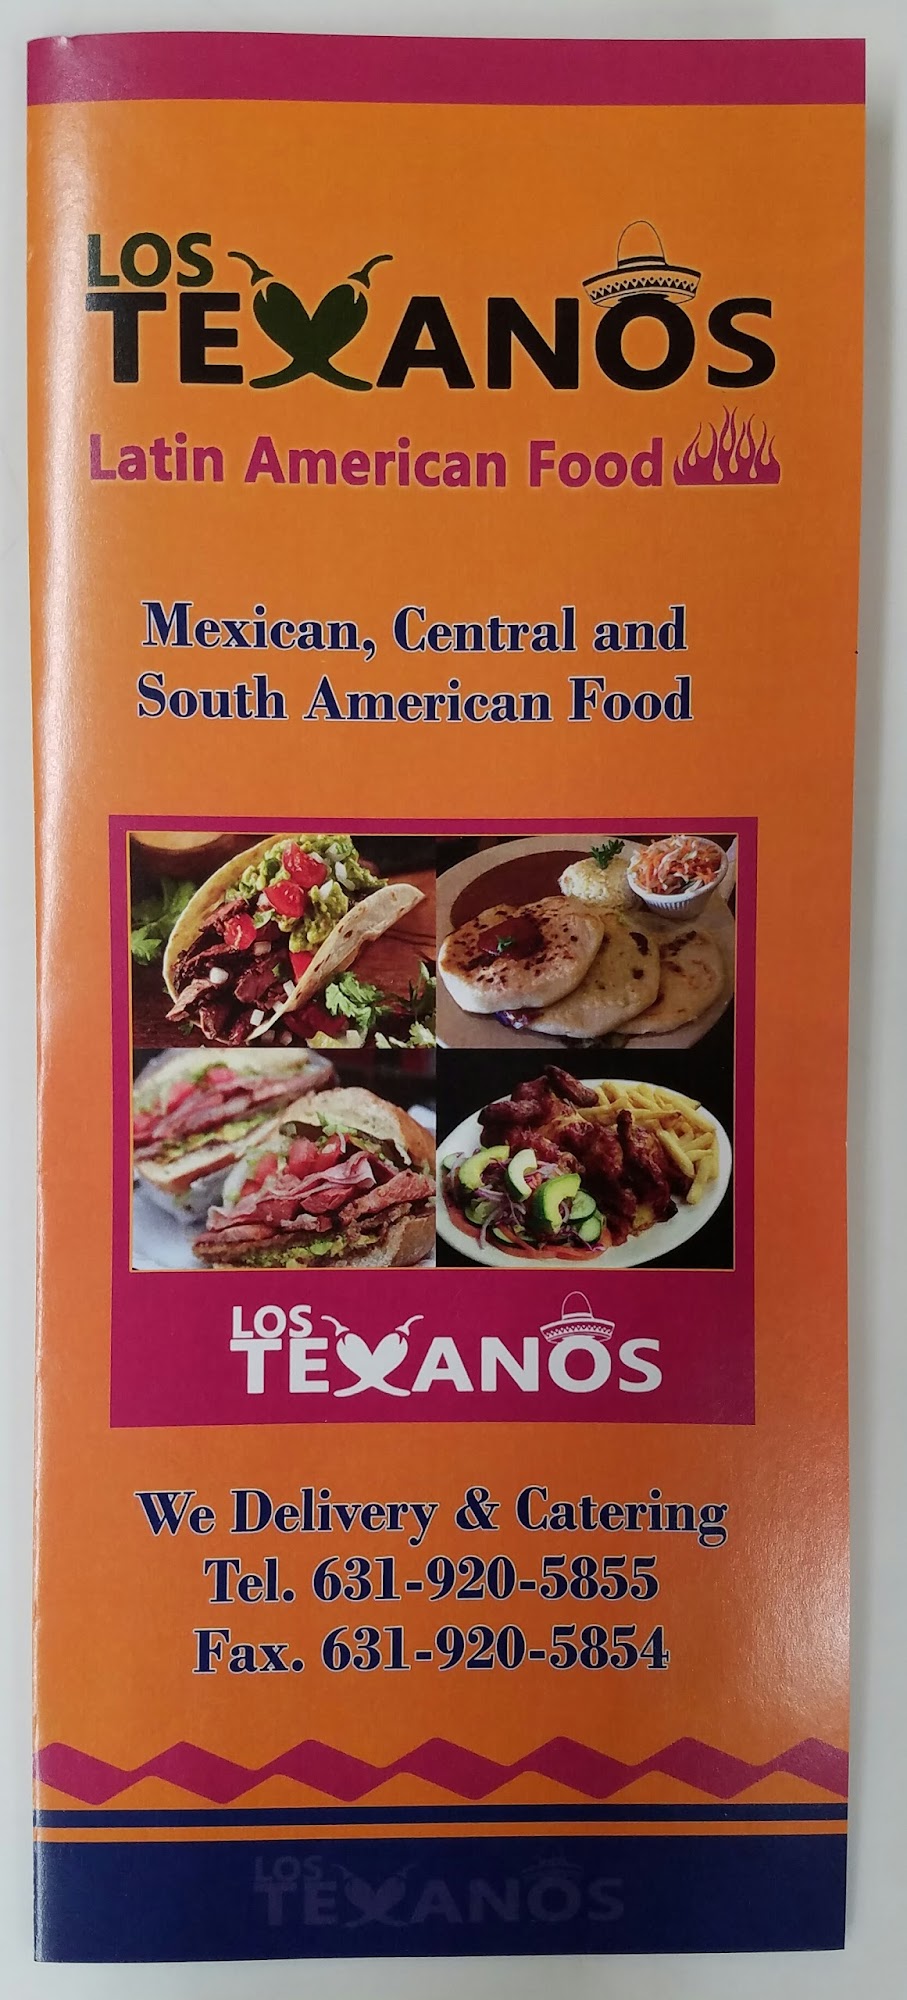 LOS
TEXANOS
Latin American Food
Mexican, Central and
South American Food
LOS
TEXANOS
We Delivery & Catering
Tel. 631-920-5855
Fax. 631-920-5854
LOS
TEXANOS